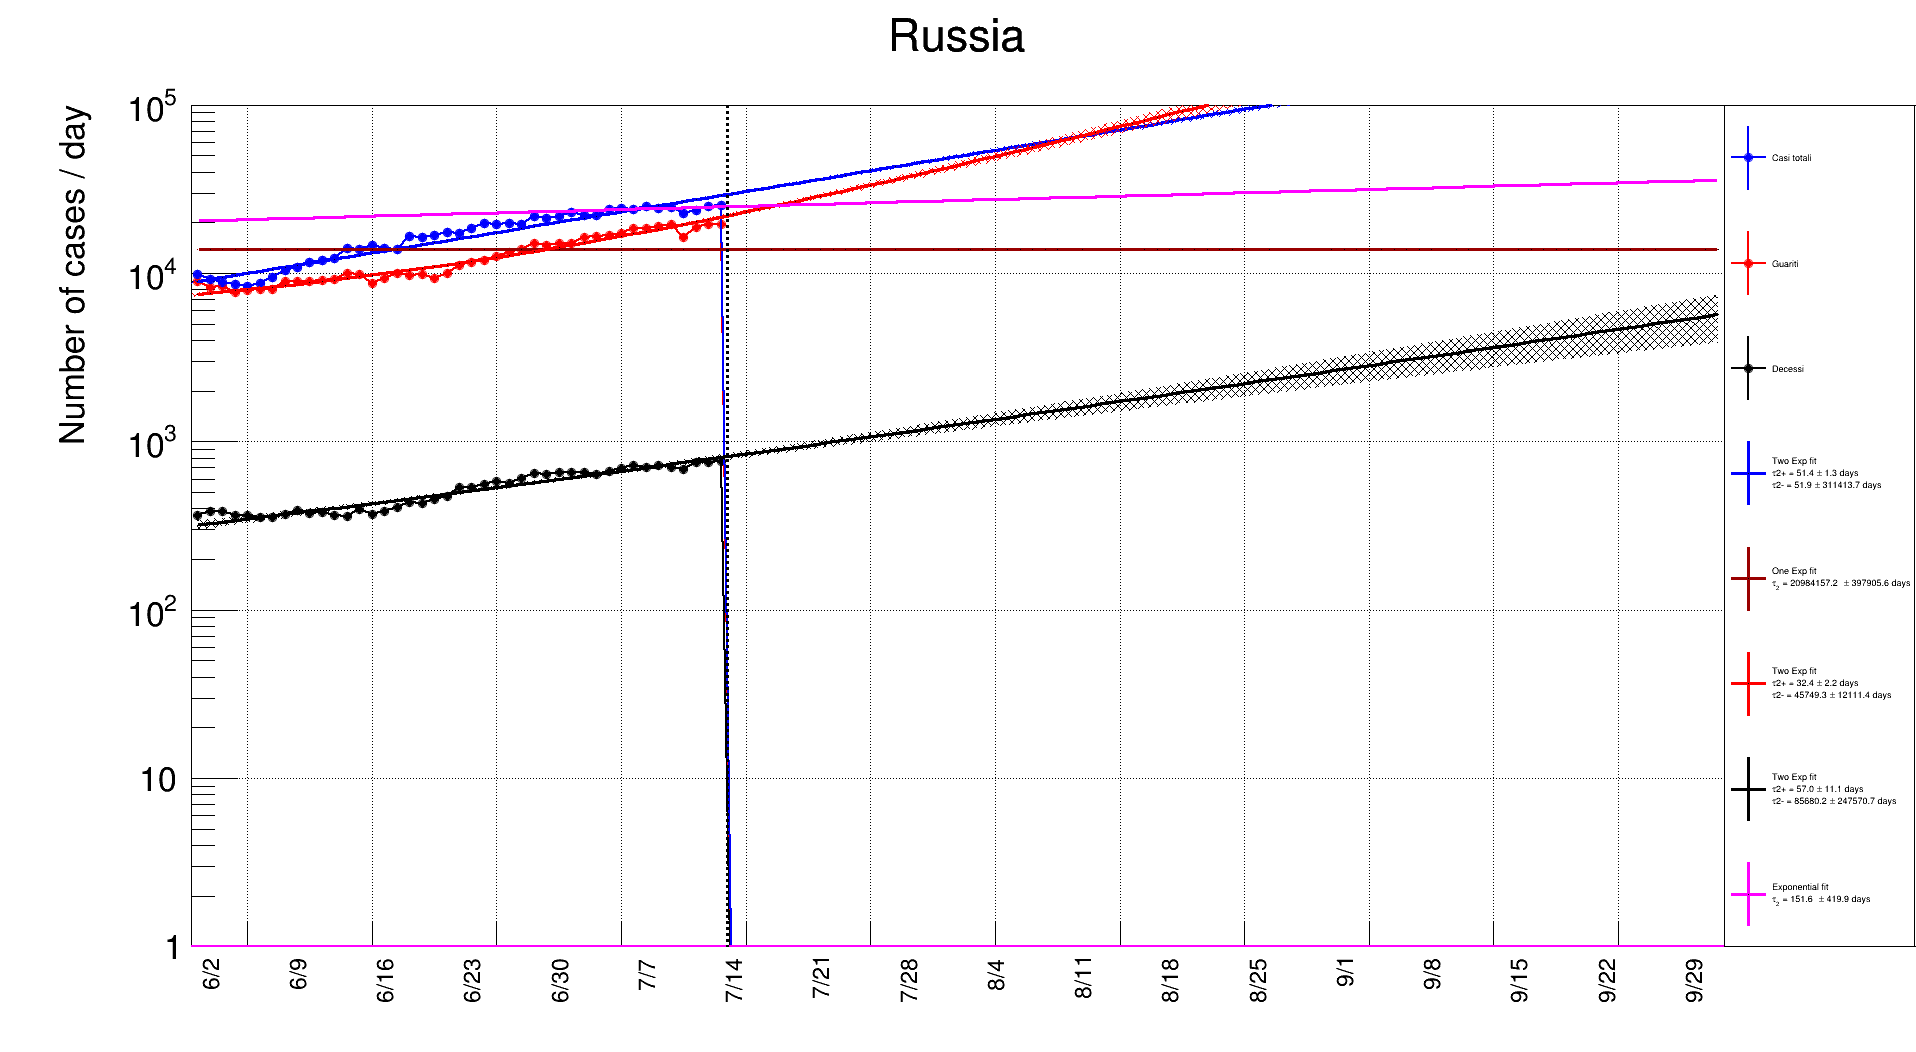 Russia
Number of cases / day
10^5
10^4
10^3
10^2
10
1
6/2
6/9
6/16
6/23
6/30
7/7
7/14
7/21
7/28
8/4
8/11
8/18
8/25
9/1
9/8
9/15
9/22
9/29
Casi totali
Guariti
Decessi
Two Exp fit
τ2+ = 51.4 ± 1.3 days
τ2- = 51.9 ± 311413.7 days
One Exp fit
τ₂ = 20984157.2 ± 397905.6 days
Two Exp fit
τ2+ = 32.4 ± 2.2 days
τ2- = 45749.3 ± 12111.4 days
Two Exp fit
τ2+ = 57.0 ± 11.1 days
τ2- = 85680.2 ± 247570.7 days
Exponential fit
τ₂ = 151.6 ± 419.9 days